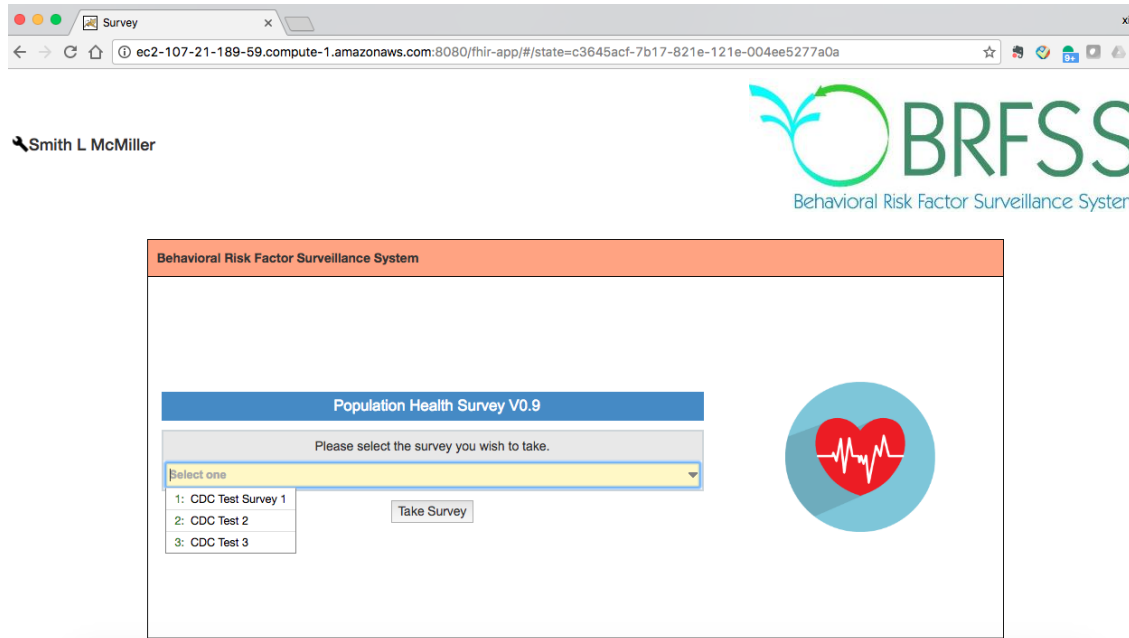 Survey
xi
ec2-107-21-189-59.compute-1.amazonaws.com:8080/fhir-app/#/state=c3645acf-7b17-821e-121e-004ee5277a0a
9+
Smith L McMiller
BRFSS
Behavioral Risk Factor Surveillance System
Behavioral Risk Factor Surveillance System
Population Health Survey V0.9
Please select the survey you wish to take.
Select one
1: CDC Test Survey 1
2: CDC Test 2
3: CDC Test 3
Take Survey